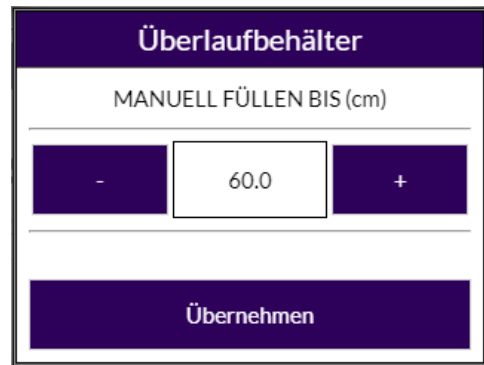 Überlaufbehälter
MANUELL FÜLLEN BIS (cm)
- 60.0 +
Übernehmen